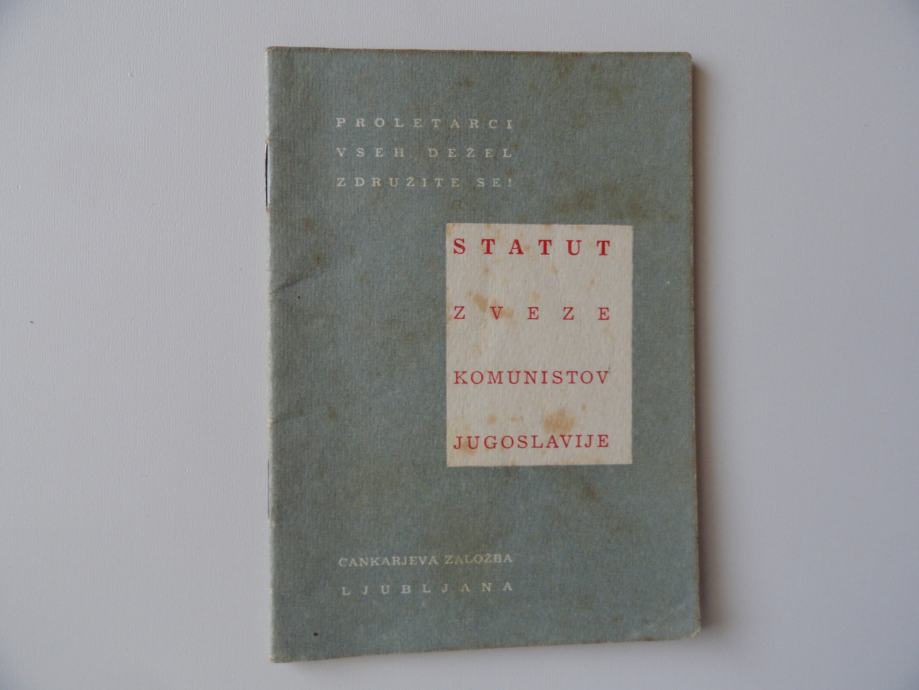 PROLETARCI
VSEH DEŽEL
ZDRUŽITE SE!
STATUT
ZVEZE
KOMUNISTOV
JUGOSLAVIJE
CANKARJEVA ZALOŽBA
LJUBLJANA